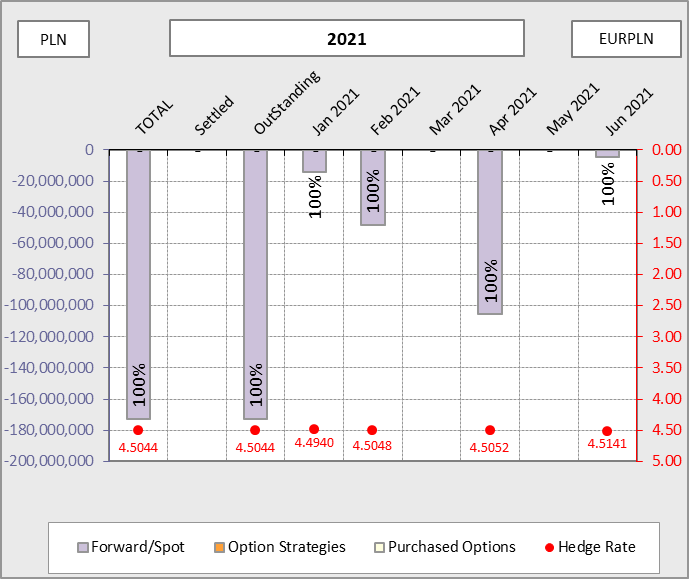 PLN
2021
EURPLN
TOTAL
Settled
OutStanding
Jan 2021
Feb 2021
Mar 2021
Apr 2021
May 2021
Jun 2021
0
-20,000,000
-40,000,000
-60,000,000
-80,000,000
-100,000,000
-120,000,000
-140,000,000
-160,000,000
-180,000,000
-200,000,000
0.00
0.50
1.00
1.50
2.00
2.50
3.00
3.50
4.00
4.50
5.00
100%
100%
100%
100%
100%
100%
4.5044
4.5044
4.4940
4.5048
4.5052
4.5141
Forward/Spot
Option Strategies
Purchased Options
Hedge Rate